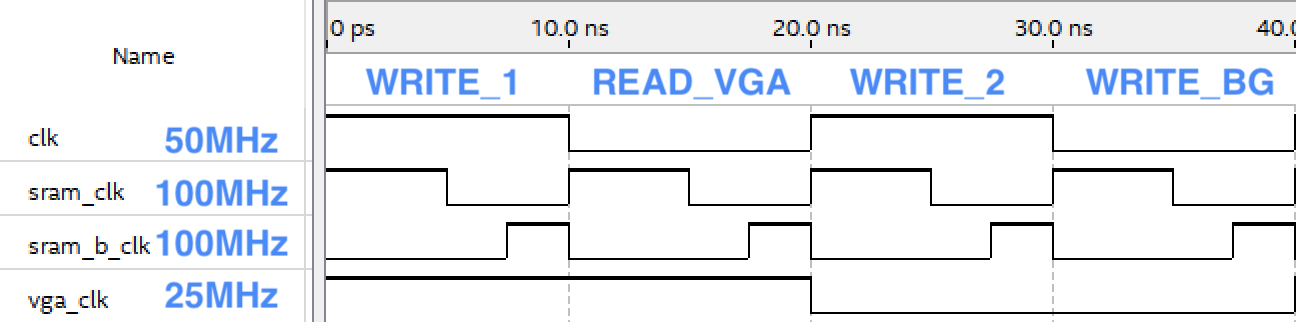 Name
0 ps 10.0 ns 20.0 ns 30.0 ns 40.0
WRITE_1 READ_VGA WRITE_2 WRITE_BG
clk 50MHz
sram_clk 100MHz
sram_b_clk 100MHz
vga_clk 25MHz